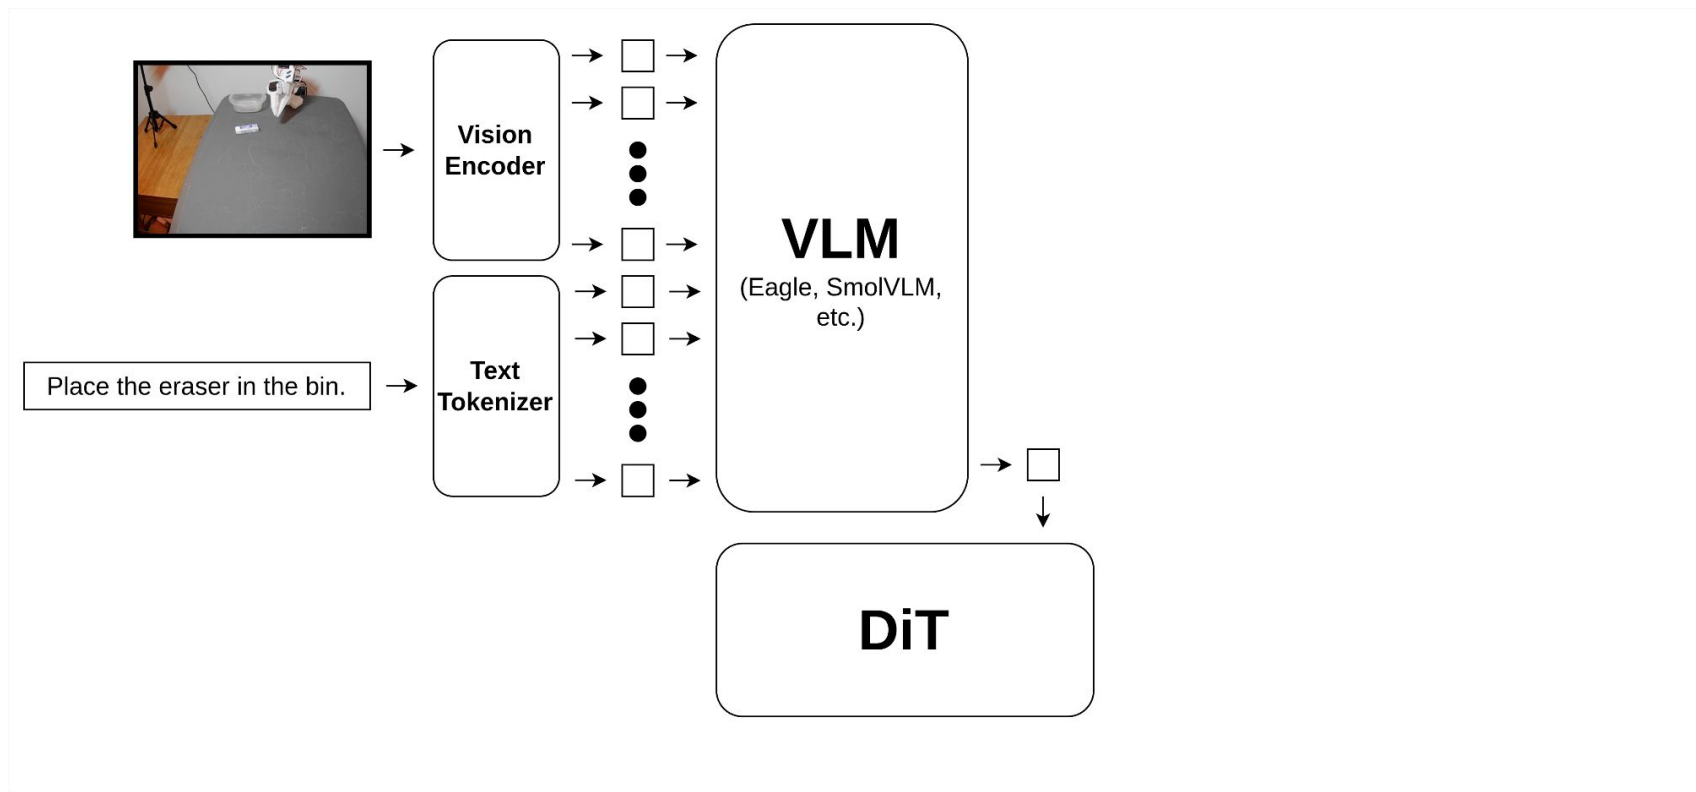 Vision
Encoder
VLM
(Eagle, SmolVLM,
etc.)
Place the eraser in the bin.
Text
Tokenizer
DiT